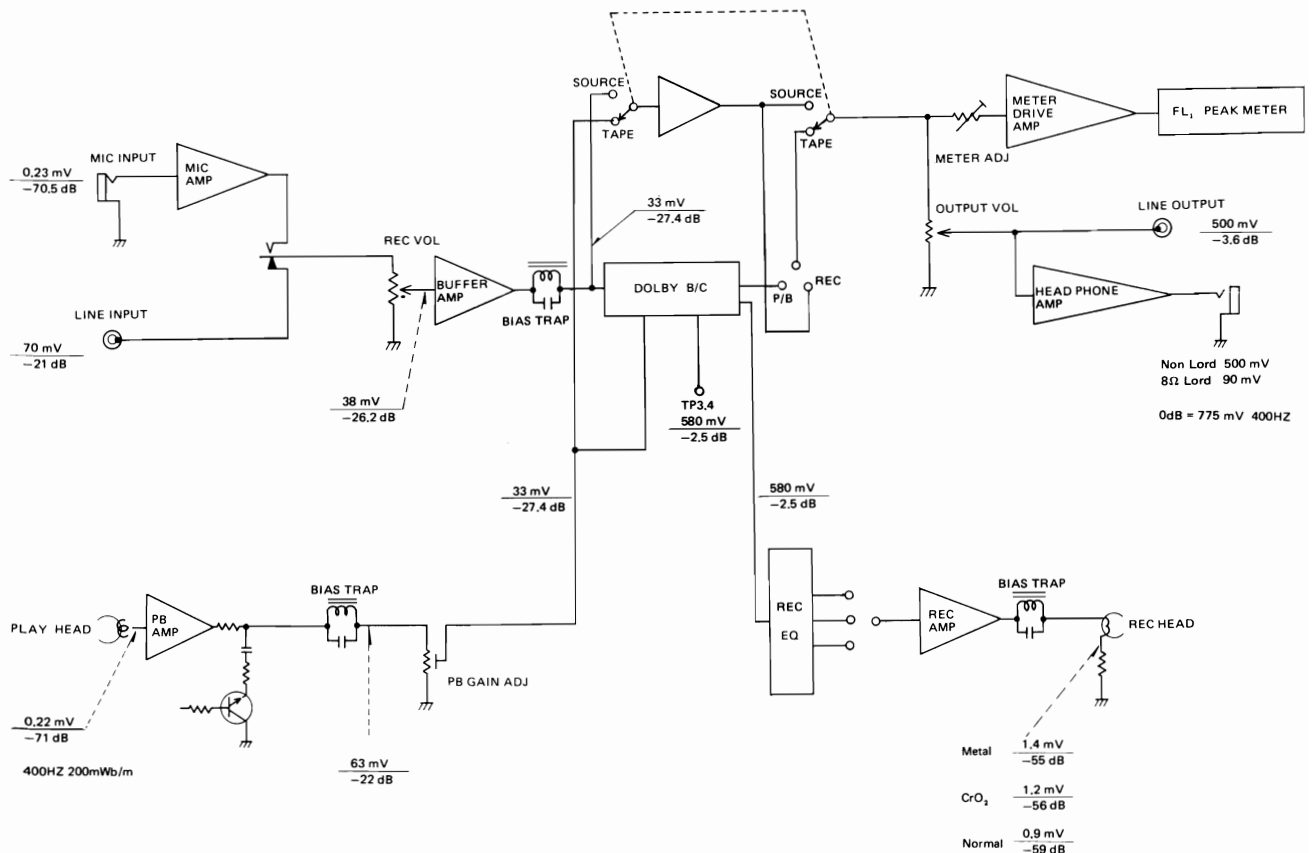 SOURCE
TAPE
SOURCE
TAPE
METER
DRIVE
AMP
FL₁ PEAK METER
METER ADJ
MIC INPUT
0,23 mV
−70,5 dB
MIC
AMP
33 mV
−27.4 dB
OUTPUT VOL
LINE OUTPUT
500 mV
−3.6 dB
REC VOL
BUFFER
AMP
BIAS TRAP
DOLBY B/C
P/B
REC
HEAD PHONE
AMP
LINE INPUT
70 mV
−21 dB
38 mV
−26,2 dB
TP3,4
580 mV
−2.5 dB
Non Lord 500 mV
8Ω Lord 90 mV
0dB = 775 mV 400HZ
33 mV
−27.4 dB
580 mV
−2.5 dB
PLAY HEAD
PB
AMP
BIAS TRAP
PB GAIN ADJ
REC
EQ
REC
AMP
BIAS TRAP
REC HEAD
0,22 mV
−71 dB
400HZ 200mWb/m
63 mV
−22 dB
Metal 1,4 mV
−55 dB
CrO₂ 1,2 mV
−56 dB
Normal 0,9 mV
−59 dB